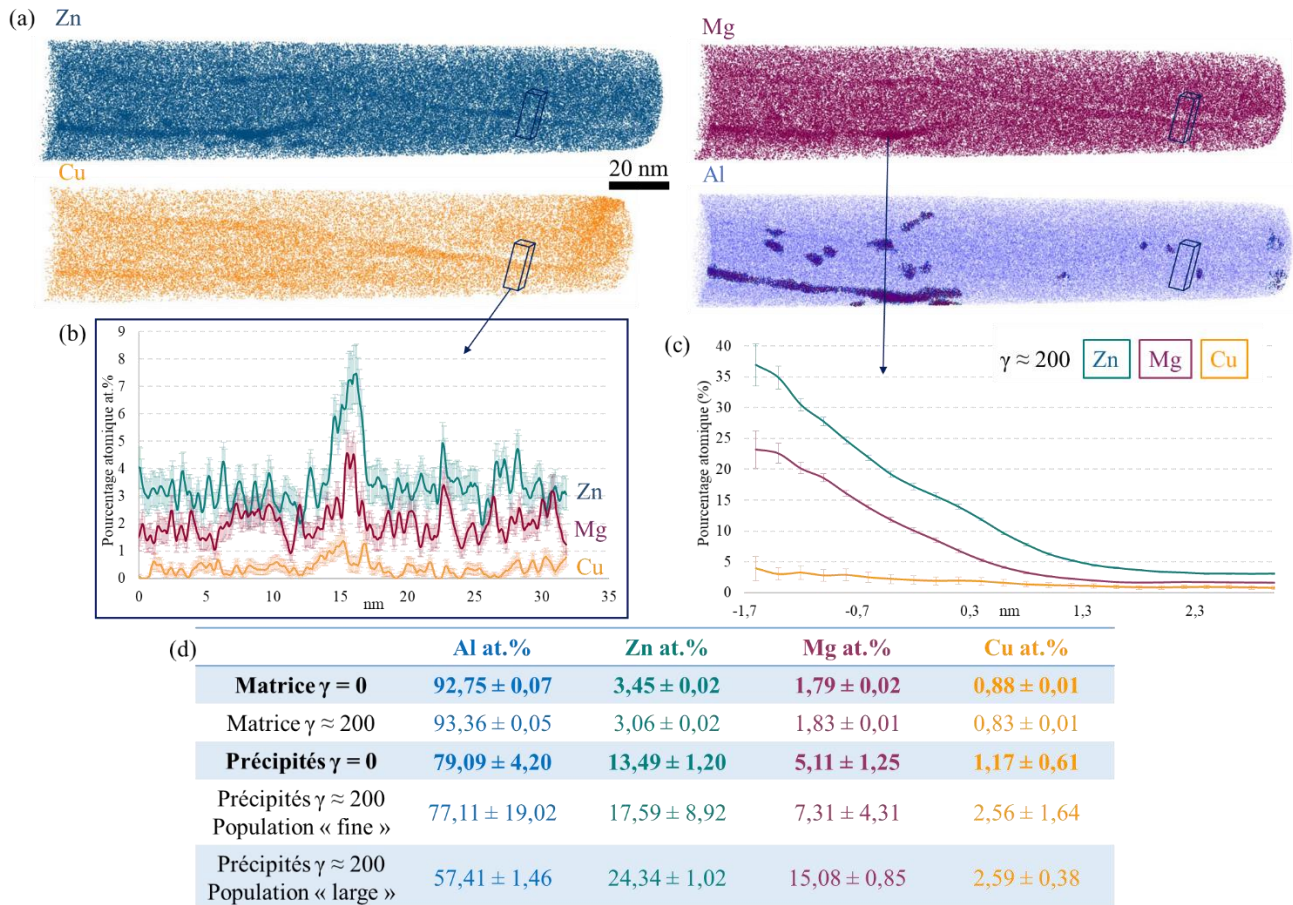 (a)
Zn
Mg
Cu
20 nm
Al
(b)
9
8
7
6
5
4
3
2
1
0
Pourcentage atomique at.%
Zn
Mg
Cu
0 5 10 15 20 25 30 35
nm
(c)
γ ≈ 200 Zn Mg Cu
40
35
30
25
20
15
10
5
0
Pourcentage atomique (%)
-1,7 -0,7 0,3 nm 1,3 2,3
(d)
Al at.% Zn at.% Mg at.% Cu at.%
Matrice γ = 0 92,75 ± 0,07 3,45 ± 0,02 1,79 ± 0,02 0,88 ± 0,01
Matrice γ ≈ 200 93,36 ± 0,05 3,06 ± 0,02 1,83 ± 0,01 0,83 ± 0,01
Précipités γ = 0 79,09 ± 4,20 13,49 ± 1,20 5,11 ± 1,25 1,17 ± 0,61
Précipités γ ≈ 200
Population « fine » 77,11 ± 19,02 17,59 ± 8,92 7,31 ± 4,31 2,56 ± 1,64
Précipités γ ≈ 200
Population « large » 57,41 ± 1,46 24,34 ± 1,02 15,08 ± 0,85 2,59 ± 0,38